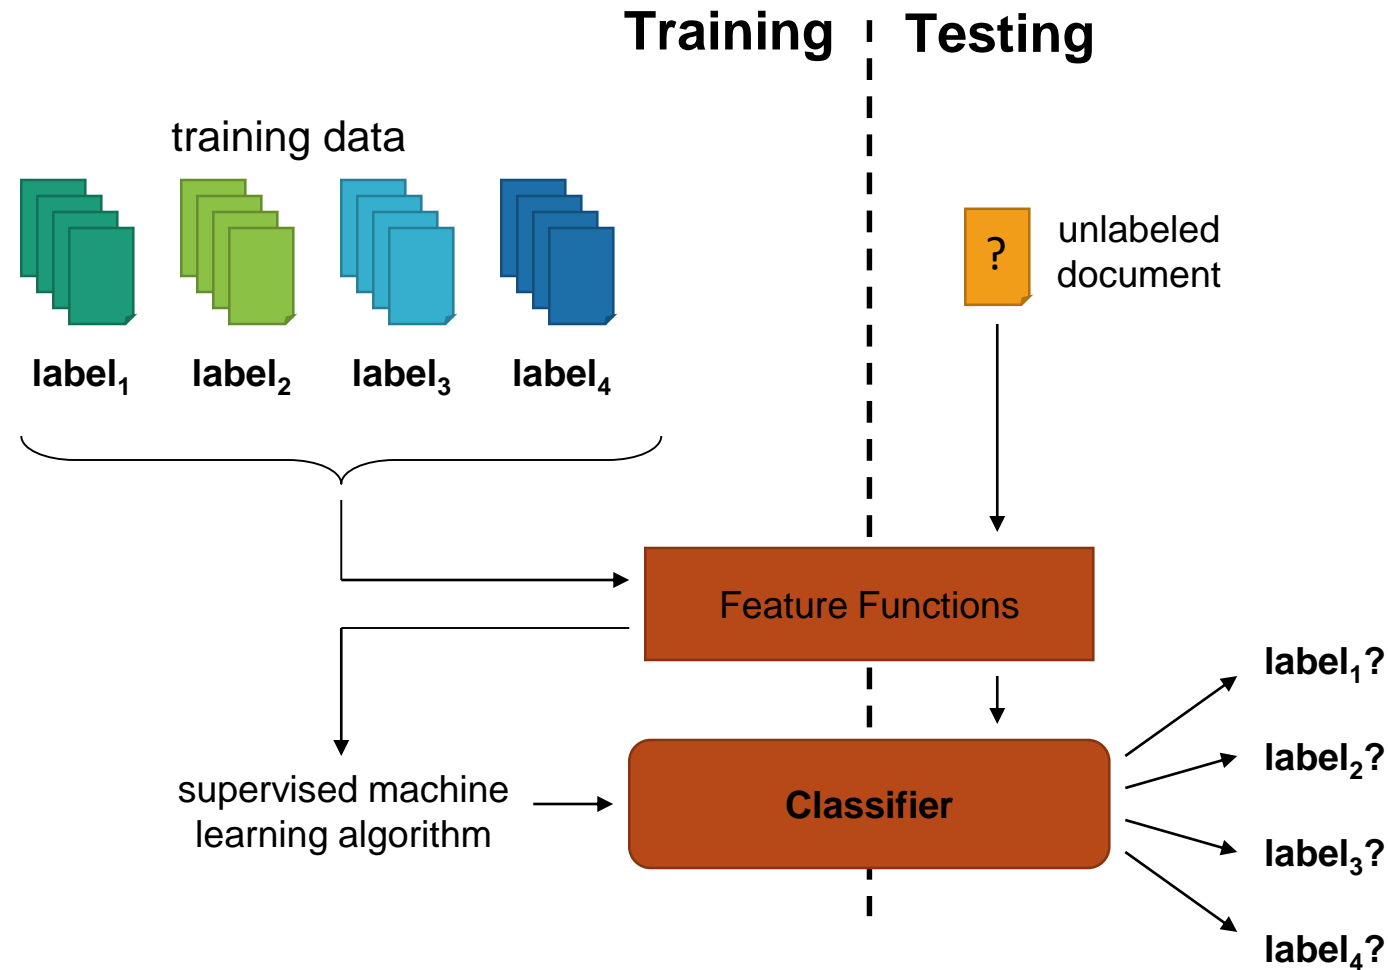 Training
Testing
training data
label₁
label₂
label₃
label₄
?
unlabeled
document
Feature Functions
supervised machine
learning algorithm
Classifier
label₁?
label₂?
label₃?
label₄?